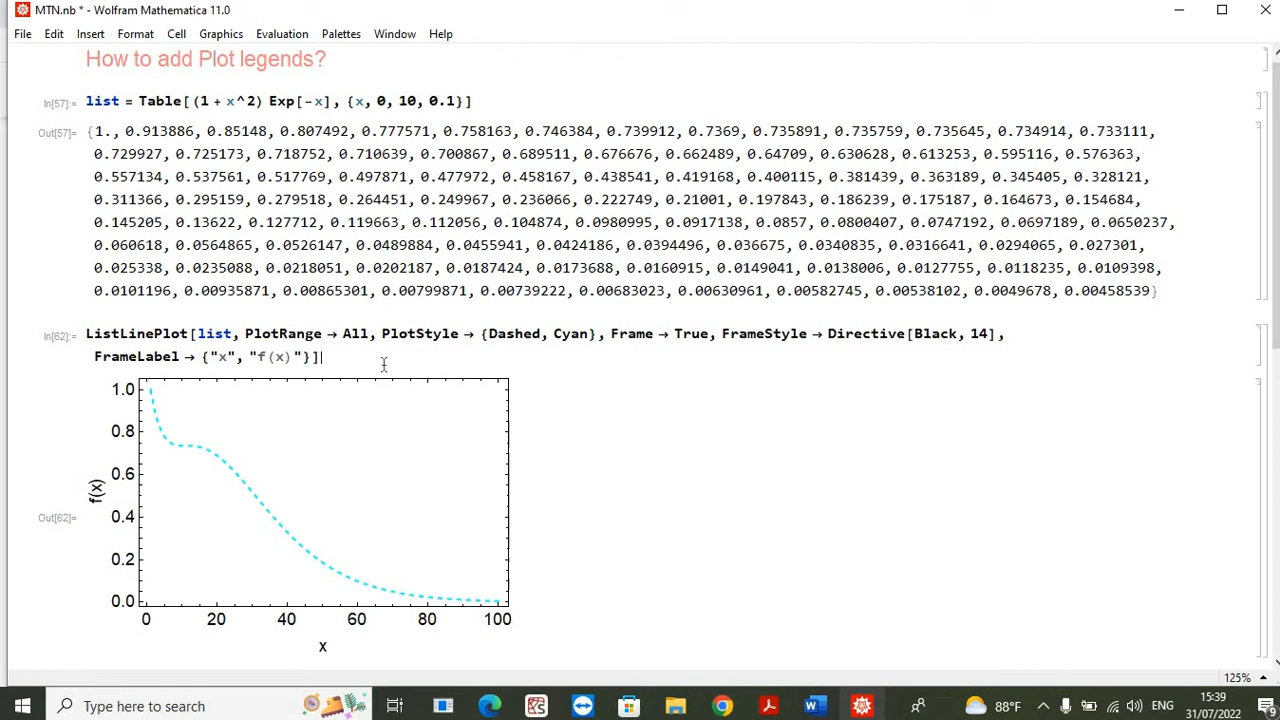 MTN.nb * - Wolfram Mathematica 11.0
File Edit Insert Format Cell Graphics Evaluation Palettes Window Help
How to add Plot legends?
In[57]:= list = Table[(1 + x^2) Exp[-x], {x, 0, 10, 0.1}]
Out[57]= {1., 0.913886, 0.85148, 0.807492, 0.777571, 0.758163, 0.746384, 0.739912, 0.7369, 0.735891, 0.735759, 0.735645, 0.734914, 0.733111,
0.729927, 0.725173, 0.718752, 0.710639, 0.700867, 0.689511, 0.676676, 0.662489, 0.64709, 0.630628, 0.613253, 0.595116, 0.576363,
0.557134, 0.537561, 0.517769, 0.497871, 0.477972, 0.458167, 0.438541, 0.419168, 0.400115, 0.381439, 0.363189, 0.345405, 0.328121,
0.311366, 0.295159, 0.279518, 0.264451, 0.249967, 0.236066, 0.222749, 0.21001, 0.197843, 0.186239, 0.175187, 0.164673, 0.154684,
0.145205, 0.13622, 0.127712, 0.119663, 0.112056, 0.104874, 0.0980995, 0.0917138, 0.0857, 0.0800407, 0.0747192, 0.0697189, 0.0650237,
0.060618, 0.0564865, 0.0526147, 0.0489884, 0.0455941, 0.0424186, 0.0394496, 0.036675, 0.0340835, 0.0316641, 0.0294065, 0.027301,
0.025338, 0.0235088, 0.0218051, 0.0202187, 0.0187424, 0.0173688, 0.0160915, 0.0149041, 0.0138006, 0.0127755, 0.0118235, 0.0109398,
0.0101196, 0.00935871, 0.00865301, 0.00799871, 0.00739222, 0.00683023, 0.00630961, 0.00582745, 0.00538102, 0.0049678, 0.00458539}
In[62]:= ListLinePlot[list, PlotRange → All, PlotStyle → {Dashed, Cyan}, Frame → True, FrameStyle → Directive[Black, 14],
FrameLabel → {"x", "f(x)"}]
1.0
0.8
0.6
f(x)
0.4
Out[62]=
0.2
0.0
0 20 40 60 80 100
x
125%
Type here to search
88°F
ENG
15:39
31/07/2022